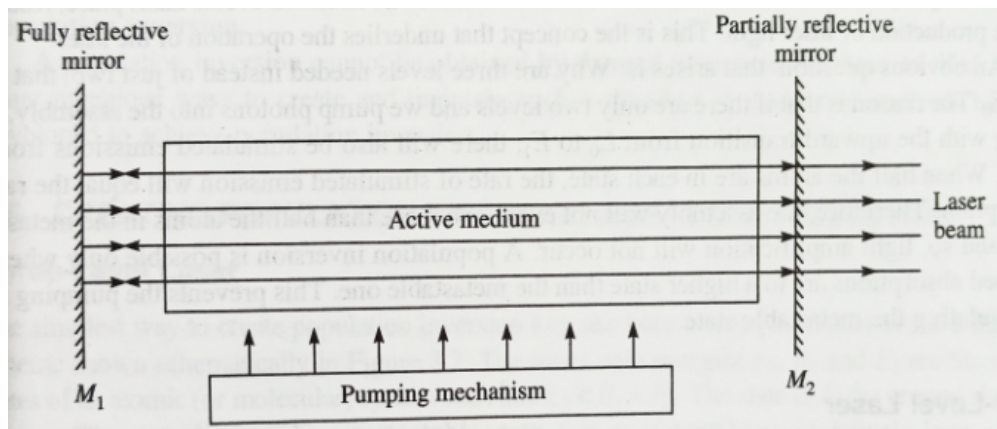 Fully reflective
mirror
Partially reflective
mirror
Active medium
Laser
beam
Pumping mechanism
M₁
M₂